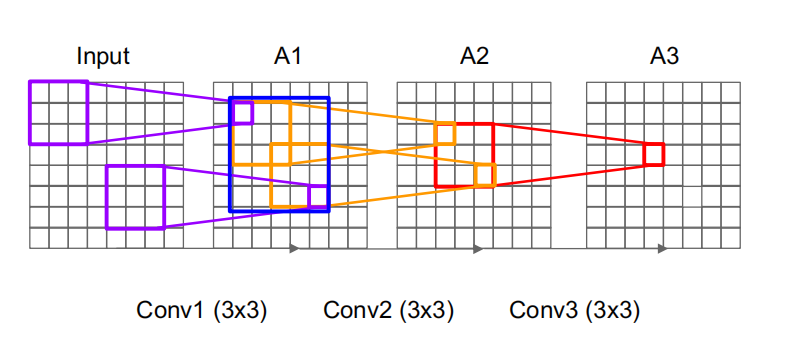 Input A1 A2 A3
Conv1 (3x3) Conv2 (3x3) Conv3 (3x3)